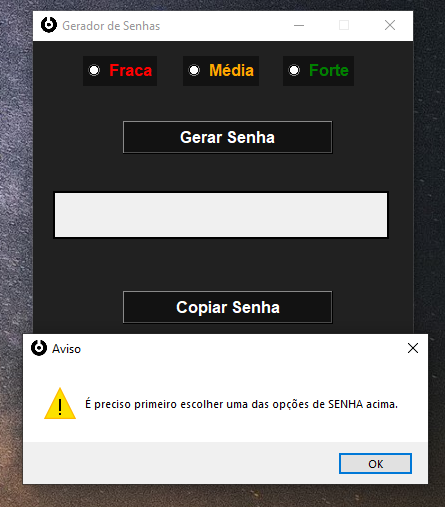 Gerador de Senhas
Fraca Média Forte
Gerar Senha
Copiar Senha
Aviso
É preciso primeiro escolher uma das opções de SENHA acima.
OK